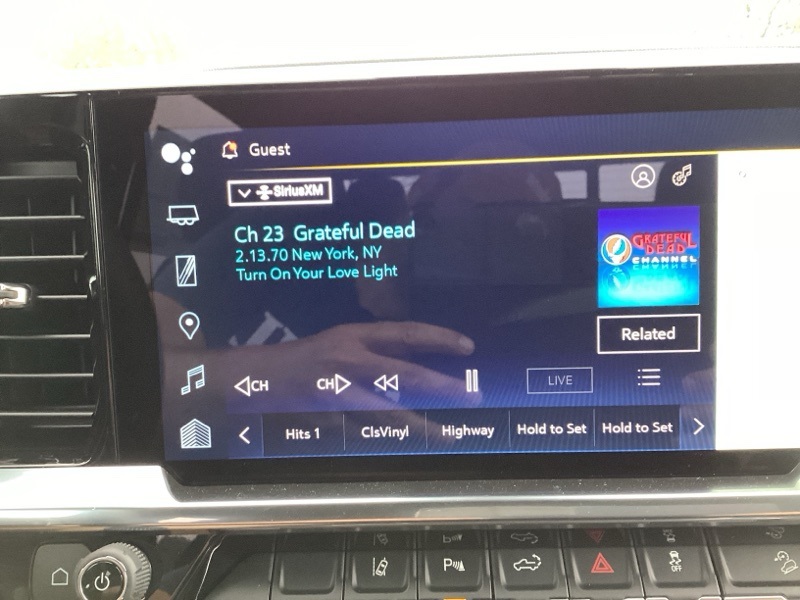 Guest
SiriusXM
Ch 23 Grateful Dead
2.13.70 New York, NY
Turn On Your Love Light
GRATEFUL
DEAD
CHANNEL
Related
CH
CH
LIVE
Hits 1
ClsVinyl
Highway
Hold to Set
Hold to Set
P
OFF